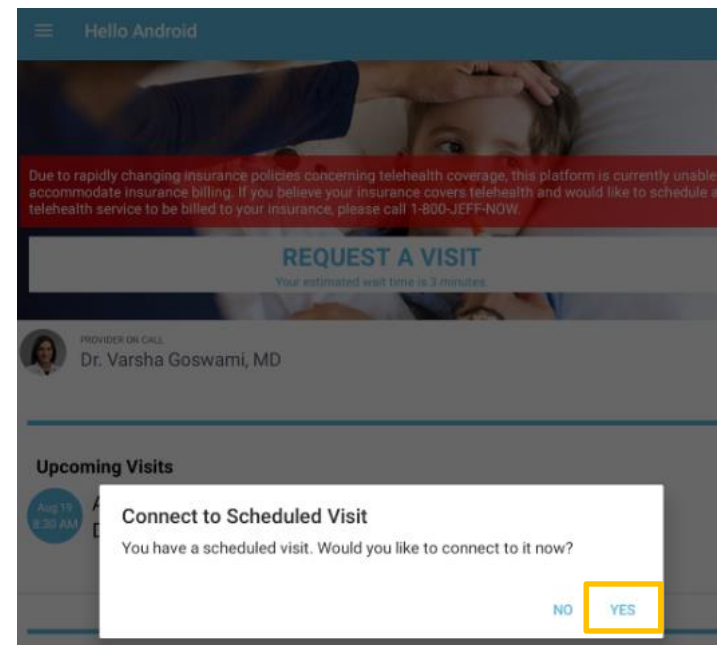 Hello Android
Due to rapidly changing insurance policies concerning telehealth coverage, this platform is currently unable
accommodate insurance billing. If you believe your insurance covers telehealth and would like to schedule a
telehealth service to be billed to your insurance, please call 1-800-JEFF-NOW.
REQUEST A VISIT
Your estimated wait time is 3 minutes.
PROVIDER ON CALL
Dr. Varsha Goswami, MD
Upcoming Visits
Aug 19
8:30 AM
Connect to Scheduled Visit
You have a scheduled visit. Would you like to connect to it now?
NO YES